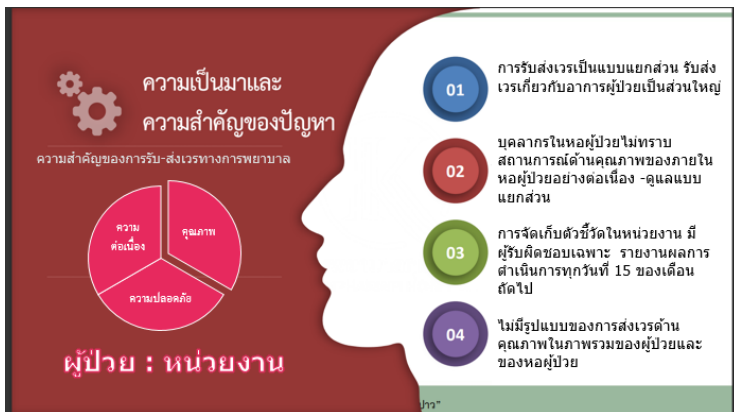 ความเป็นมาและ
ความสำคัญของปัญหา
ความสำคัญของการรับ-ส่งเวรทางการพยาบาล
ความ
ต่อเนื่อง
คุณภาพ
ความปลอดภัย
ผู้ป่วย : หน่วยงาน
01
การรับส่งเวรเป็นแบบแยกส่วน รับส่ง
เวรเกี่ยวกับอาการผู้ป่วยเป็นส่วนใหญ่
02
บุคลากรในหอผู้ป่วยไม่ทราบ
สถานการณ์ด้านคุณภาพของภายใน
หอผู้ป่วยอย่างต่อเนื่อง -ดูแลแบบ
แยกส่วน
03
การจัดเก็บตัวชี้วัดในหน่วยงาน มี
ผู้รับผิดชอบเฉพาะ รายงานผลการ
ดำเนินการทุกวันที่ 15 ของเดือน
ถัดไป
04
ไม่มีรูปแบบของการส่งเวรด้าน
คุณภาพในภาพรวมของผู้ป่วยและ
ของหอผู้ป่วย